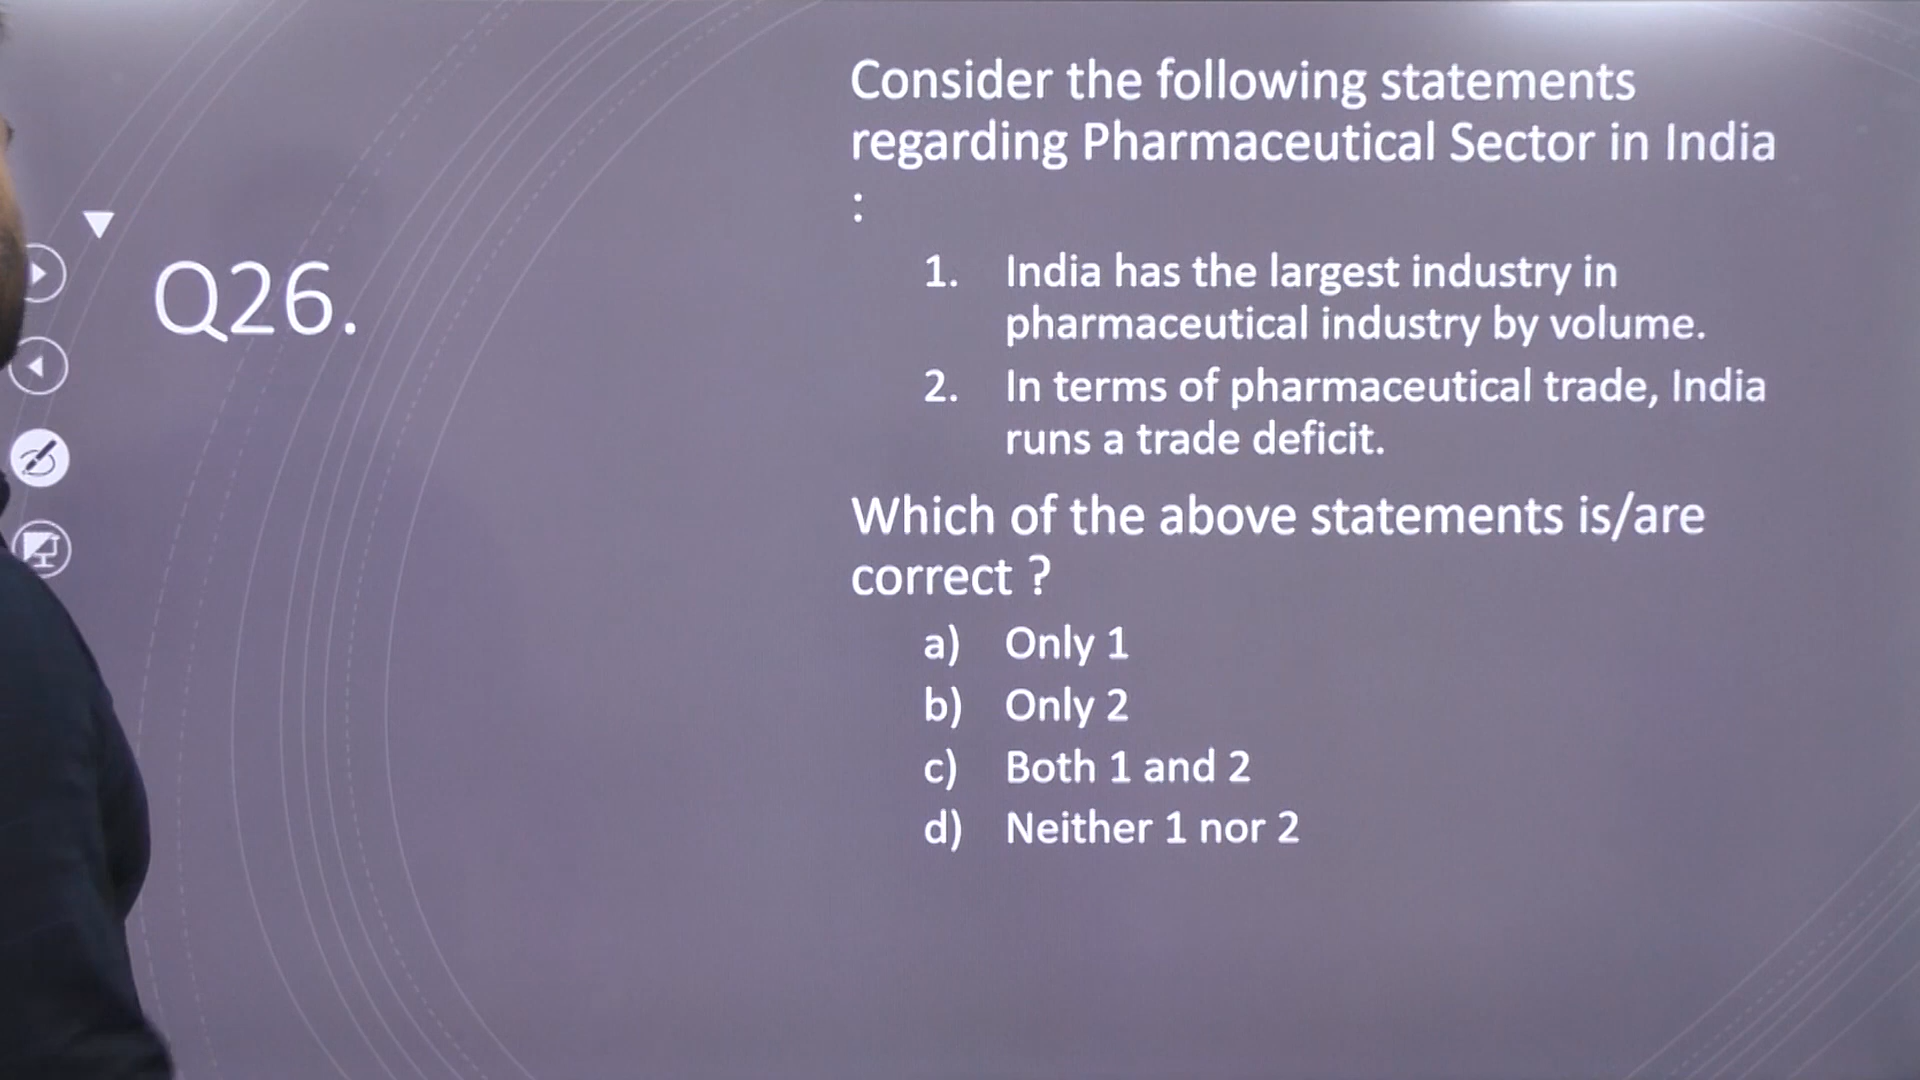 Q26.
Consider the following statements
regarding Pharmaceutical Sector in India
:
1. India has the largest industry in
pharmaceutical industry by volume.
2. In terms of pharmaceutical trade, India
runs a trade deficit.
Which of the above statements is/are
correct ?
a) Only 1
b) Only 2
c) Both 1 and 2
d) Neither 1 nor 2